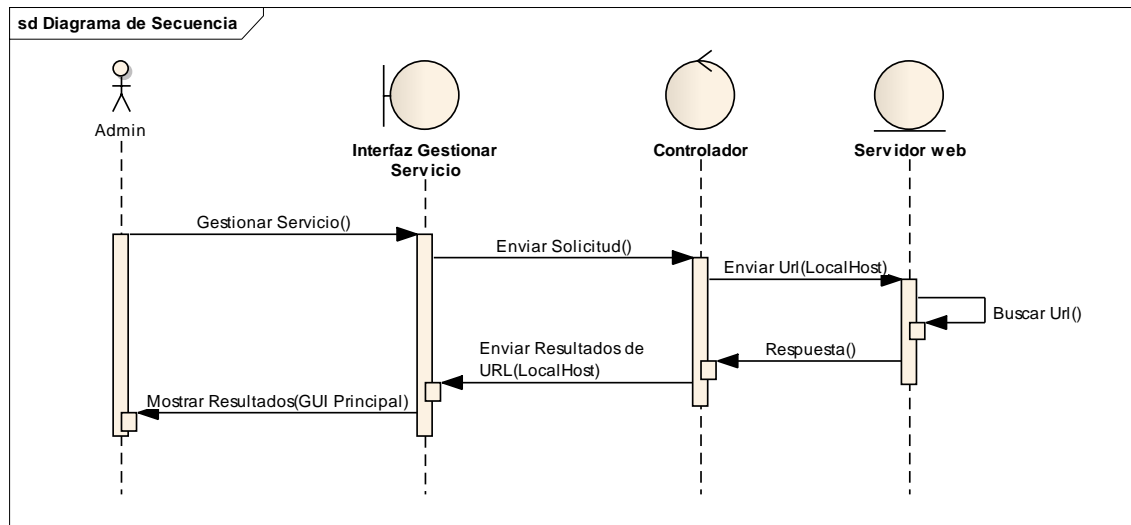 sd Diagrama de Secuencia
Admin
Interfaz Gestionar
Servicio
Controlador
Servidor web
Gestionar Servicio()
Enviar Solicitud()
Enviar Url(LocalHost)
Buscar Url()
Respuesta()
Enviar Resultados de
URL(LocalHost)
Mostrar Resultados(GUI Principal)